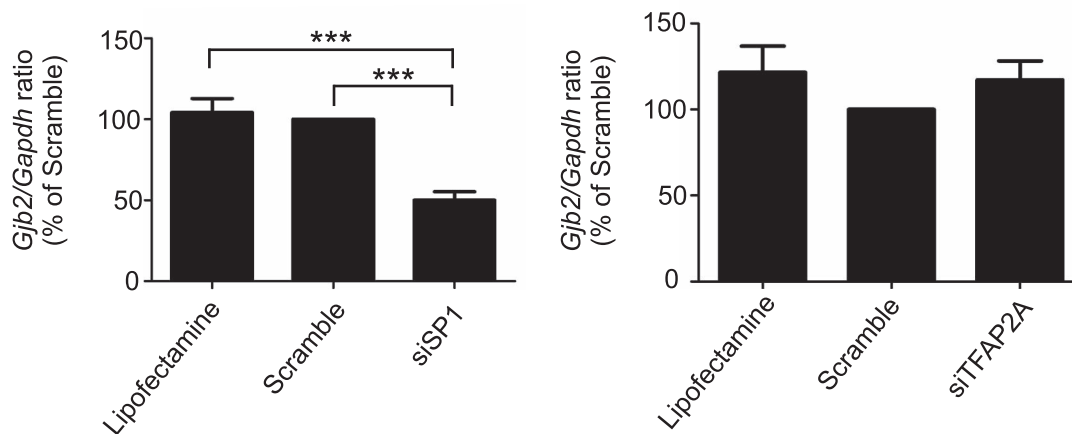 Gjb2/Gapdh ratio
(% of Scramble)
150
100
50
0
***
***
Lipofectamine
Scramble
siSP1
Gjb2/Gapdh ratio
(% of Scramble)
150
100
50
0
Lipofectamine
Scramble
siTFAP2A